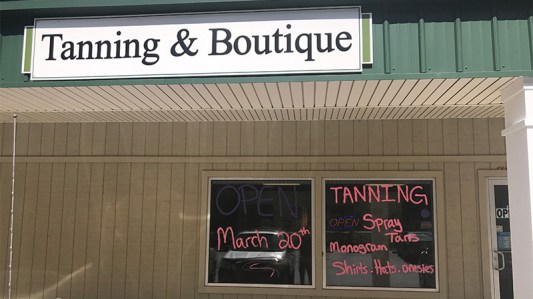 Tanning & Boutique
OPEN
March 20th
TANNING
OPEN Spray
Tans
Monogram
Shirts. Hats. onesies